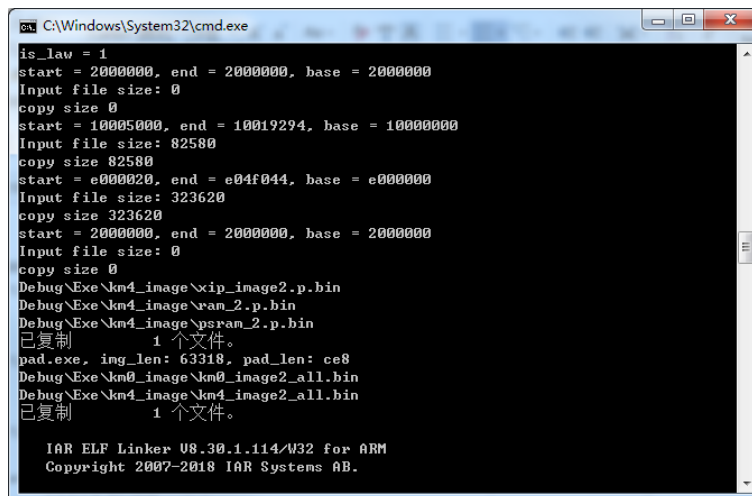 C:\Windows\System32\cmd.exe
is_law = 1
start = 2000000, end = 2000000, base = 2000000
Input file size: 0
copy size 0
start = 10005000, end = 10019294, base = 10000000
Input file size: 82580
copy size 82580
start = e000020, end = e04f044, base = e000000
Input file size: 323620
copy size 323620
start = 2000000, end = 2000000, base = 2000000
Input file size: 0
copy size 0
Debug\Exe\km4_image\xip_image2.p.bin
Debug\Exe\km4_image\ram_2.p.bin
Debug\Exe\km4_image\psram_2.p.bin
已复制         1 个文件。
pad.exe, img_len: 63318, pad_len: ce8
Debug\Exe\km0_image\km0_image2_all.bin
Debug\Exe\km4_image\km4_image2_all.bin
已复制         1 个文件。
IAR ELF Linker V8.30.1.114/W32 for ARM
Copyright 2007-2018 IAR Systems AB.